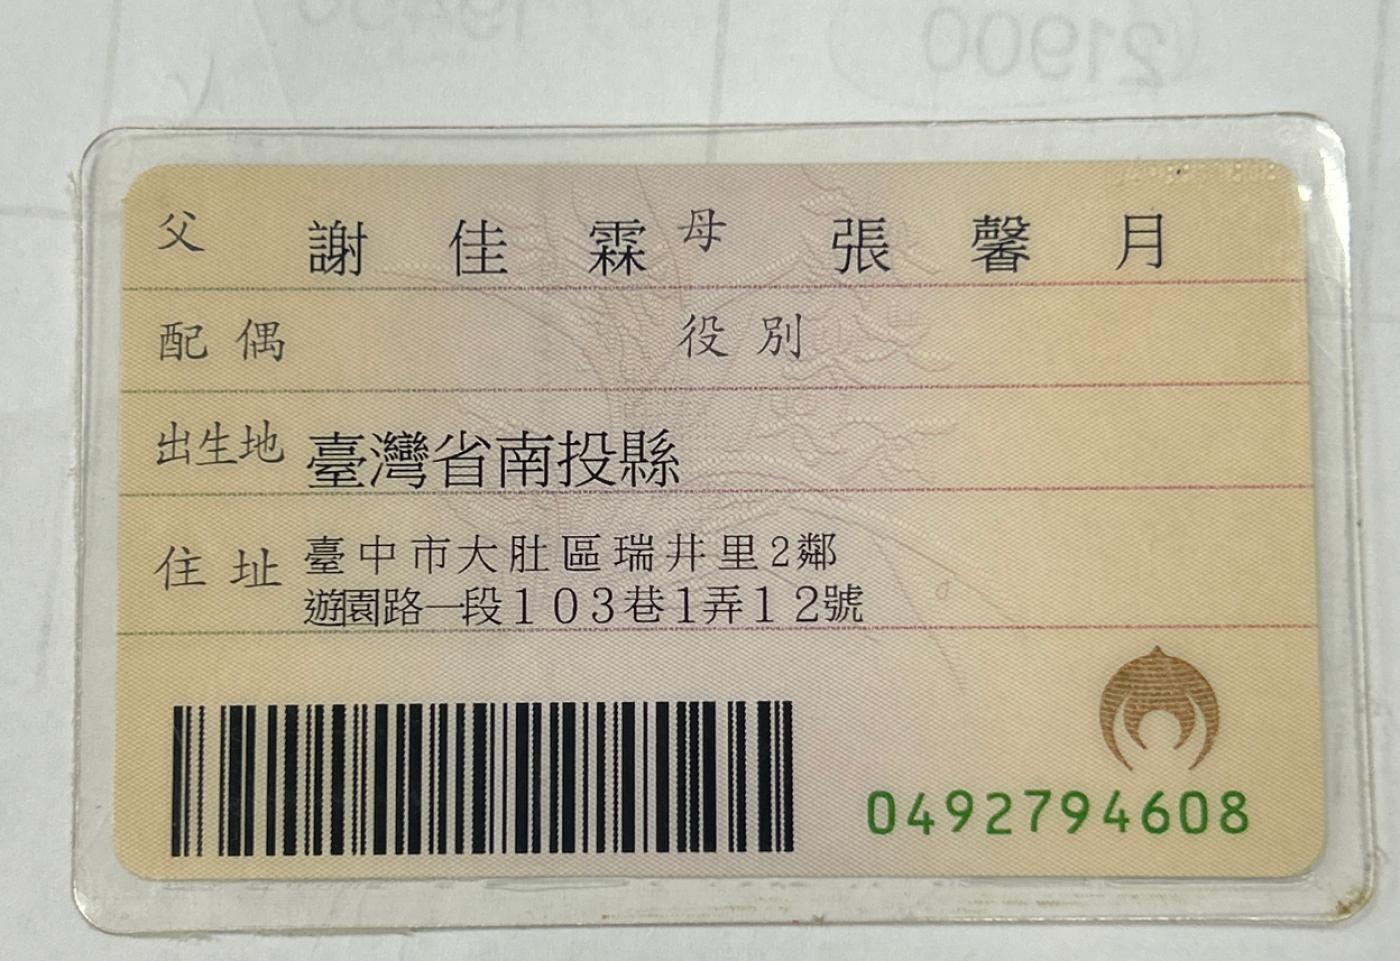 21900
父 謝佳霖 母 張馨月
配偶 役別
出生地 臺灣省南投縣
住址 臺中市大肚區瑞井里2鄰
遊園路一段103巷1弄12號
0492794608